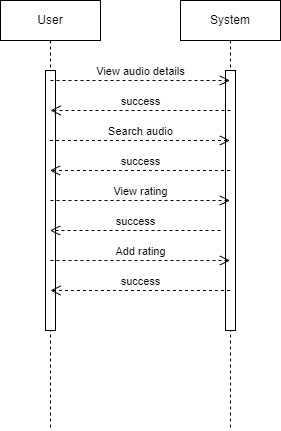 User
System
View audio details
success
Search audio
success
View rating
success
Add rating
success